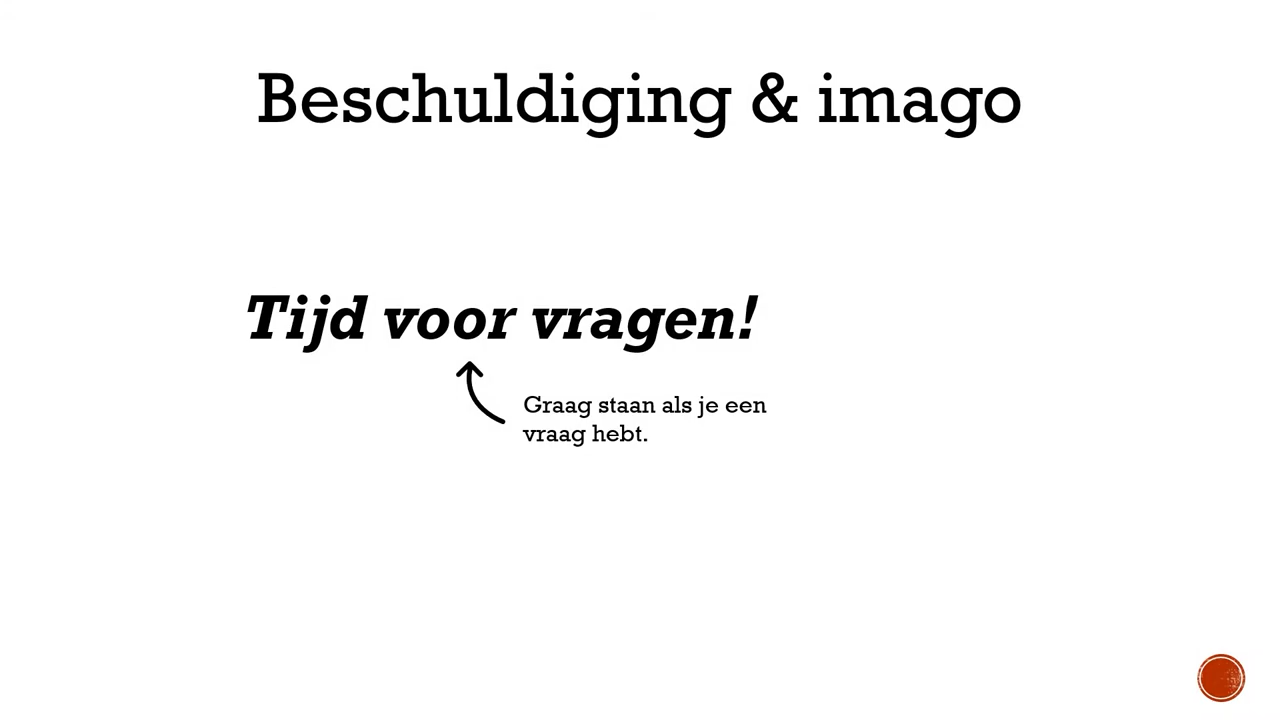 Beschuldiging & imago
Tijd voor vragen!
Graag staan als je een
vraag hebt.